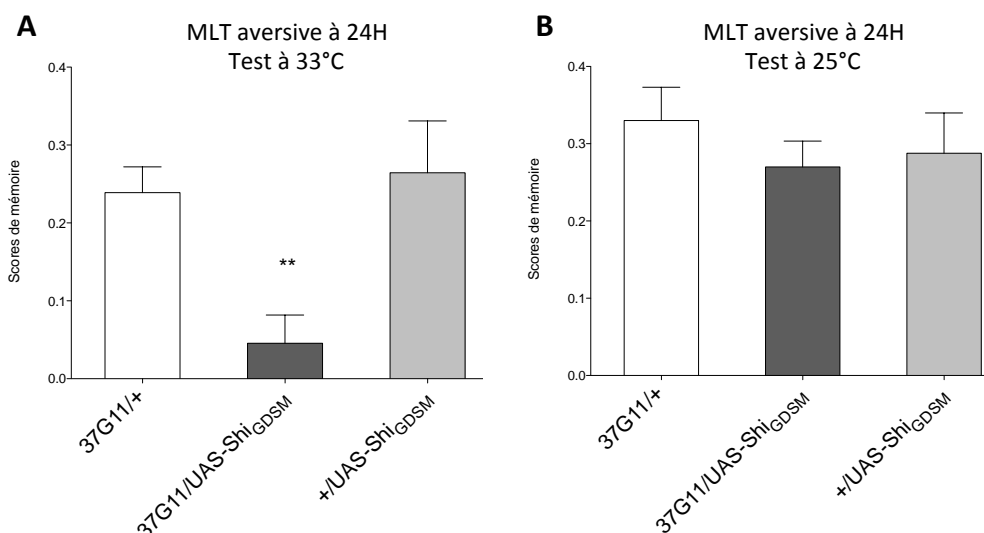 A
MLT aversive à 24H
Test à 33°C
Scores de mémoire
0.4
0.3
0.2
0.1
0.0
37G11/+
37G11/UAS-ShiGDSM
+/UAS-ShiGDSM
**
B
MLT aversive à 24H
Test à 25°C
Scores de mémoire
0.4
0.3
0.2
0.1
0.0
37G11/+
37G11/UAS-ShiGDSM
+/UAS-ShiGDSM